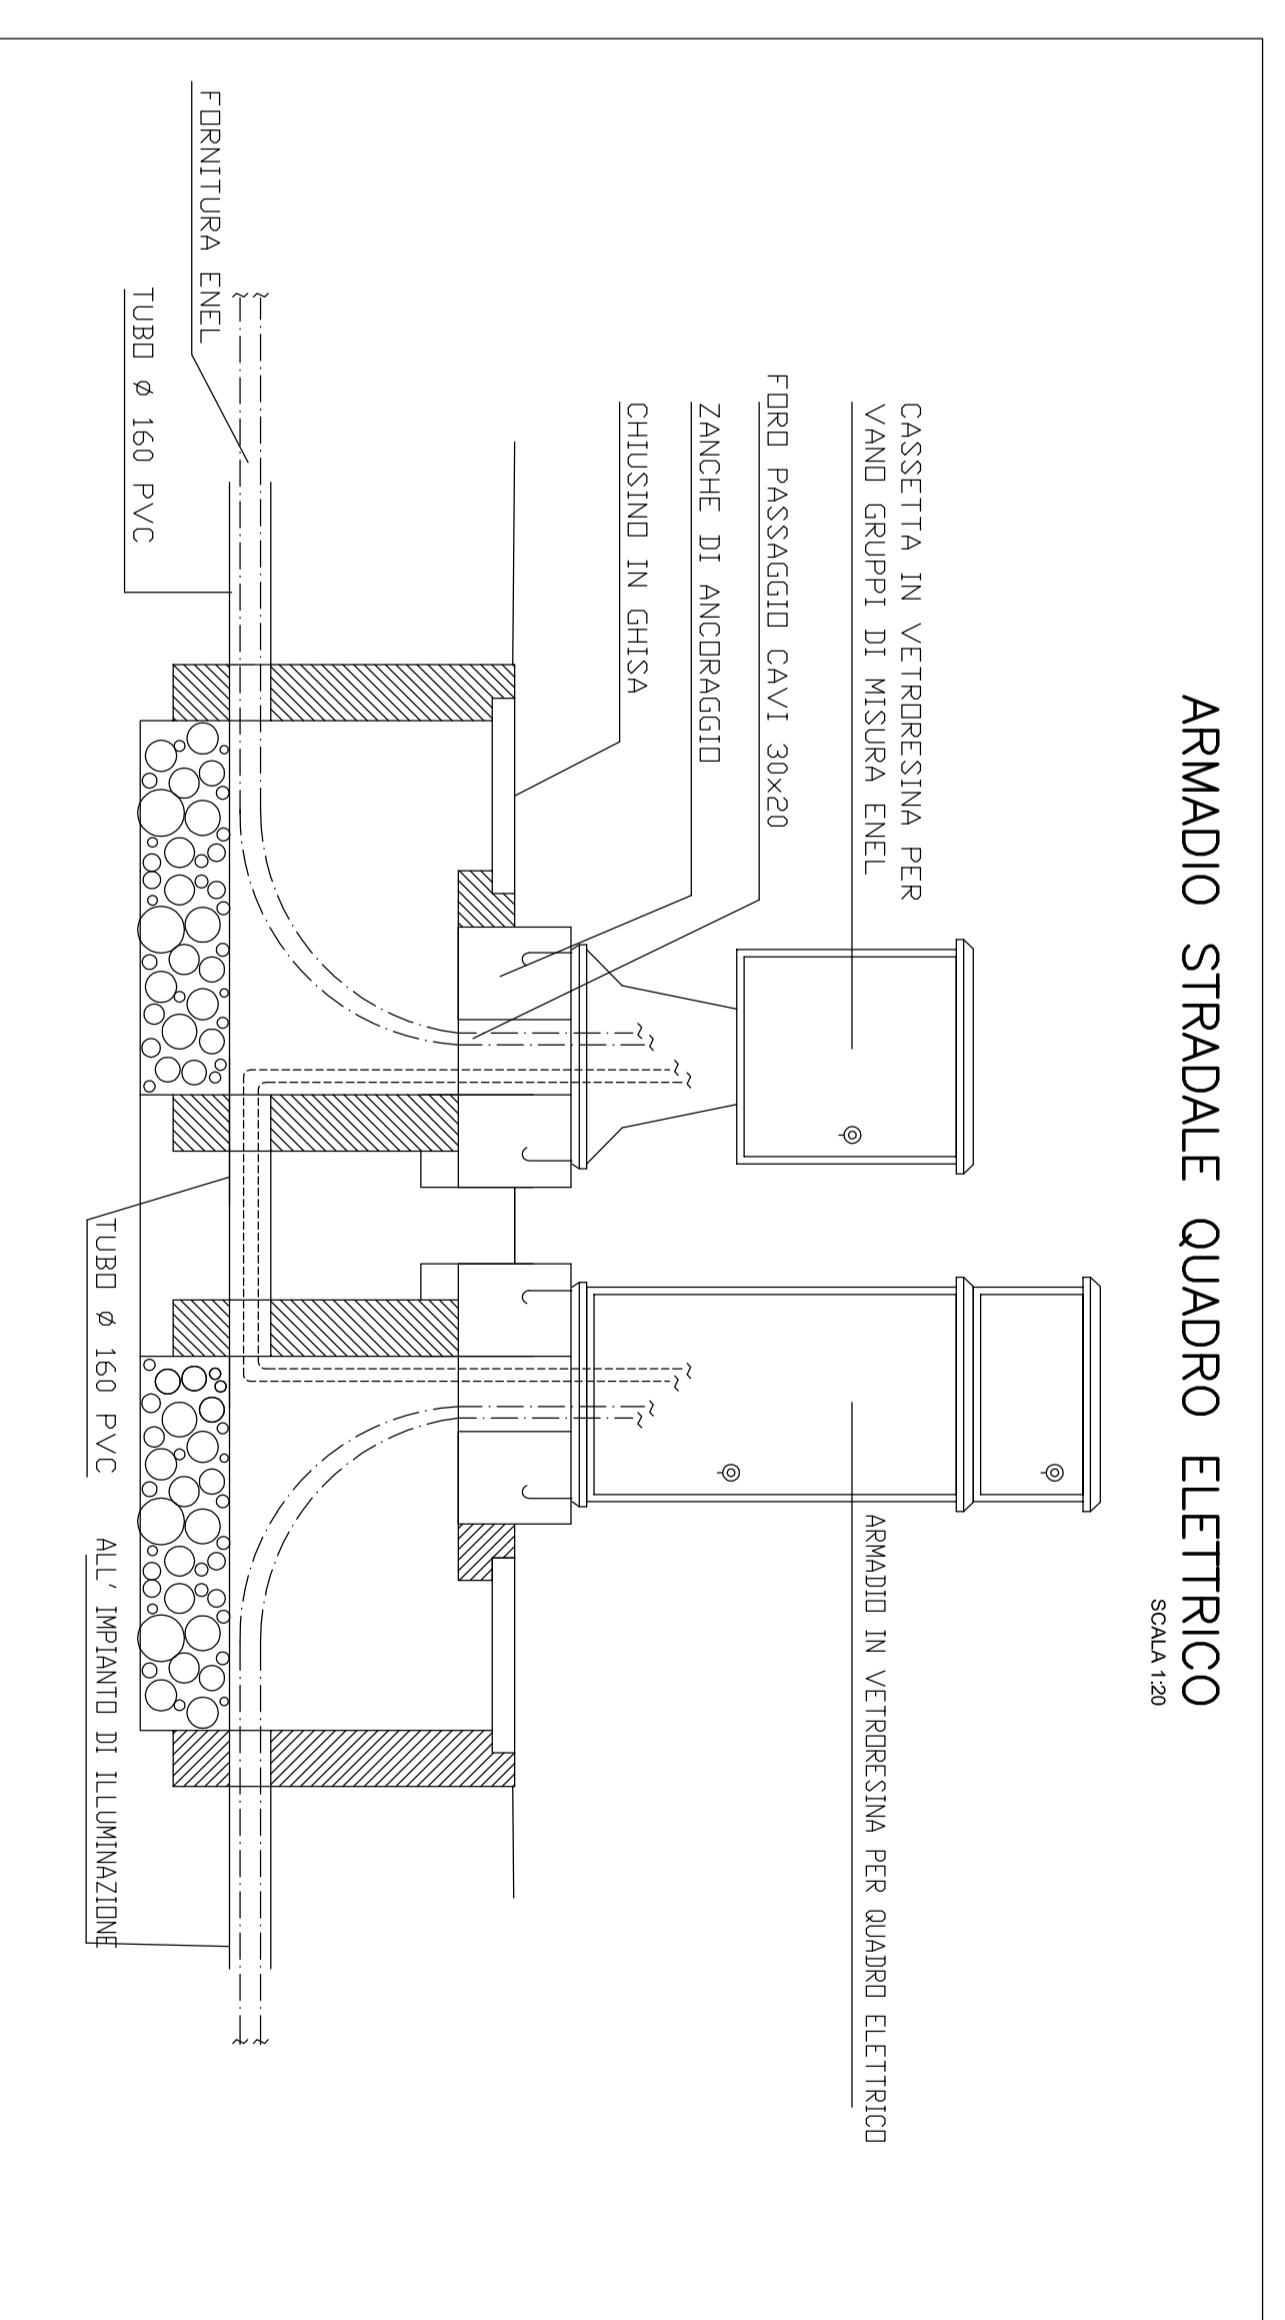 ARMADIO STRADALE QUADRO ELETTRICO
SCALA 1:20
CASSETTA IN VETRORESINA PER
VANO GRUPPI DI MISURA ENEL
FORO PASSAGGIO CAVI 30x20
ZANCHE DI ANCORAGGIO
CHIUSINO IN GHISA
FORNITURA ENEL
TUBO Ø 160 PVC
ARMADIO IN VETRORESINA PER QUADRO ELETTRICO
TUBO Ø 160 PVC
ALL' IMPIANTO DI ILLUMINAZIONE